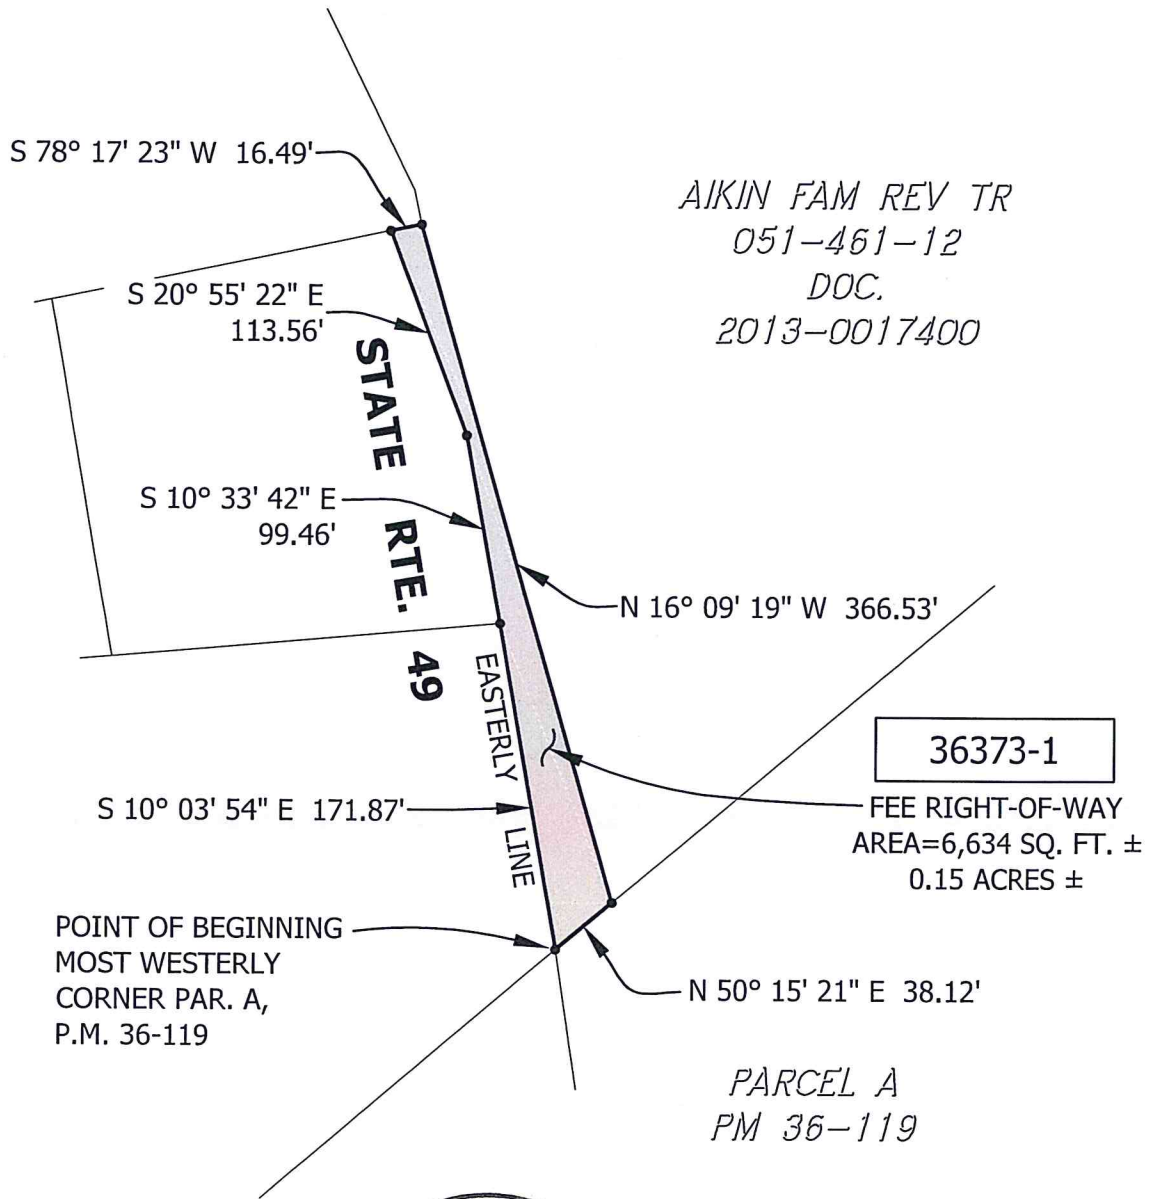 S 78° 17' 23" W 16.49'
AIKIN FAM REV TR
051-461-12
DOC.
2013-0017400
S 20° 55' 22" E
113.56'
STATE RTE. 49
S 10° 33' 42" E
99.46'
N 16° 09' 19" W 366.53'
EASTERLY LINE
36373-1
FEE RIGHT-OF-WAY
AREA=6,634 SQ. FT. ±
0.15 ACRES ±
S 10° 03' 54" E 171.87'
POINT OF BEGINNING
MOST WESTERLY
CORNER PAR. A,
P.M. 36-119
N 50° 15' 21" E 38.12'
PARCEL A
PM 36-119